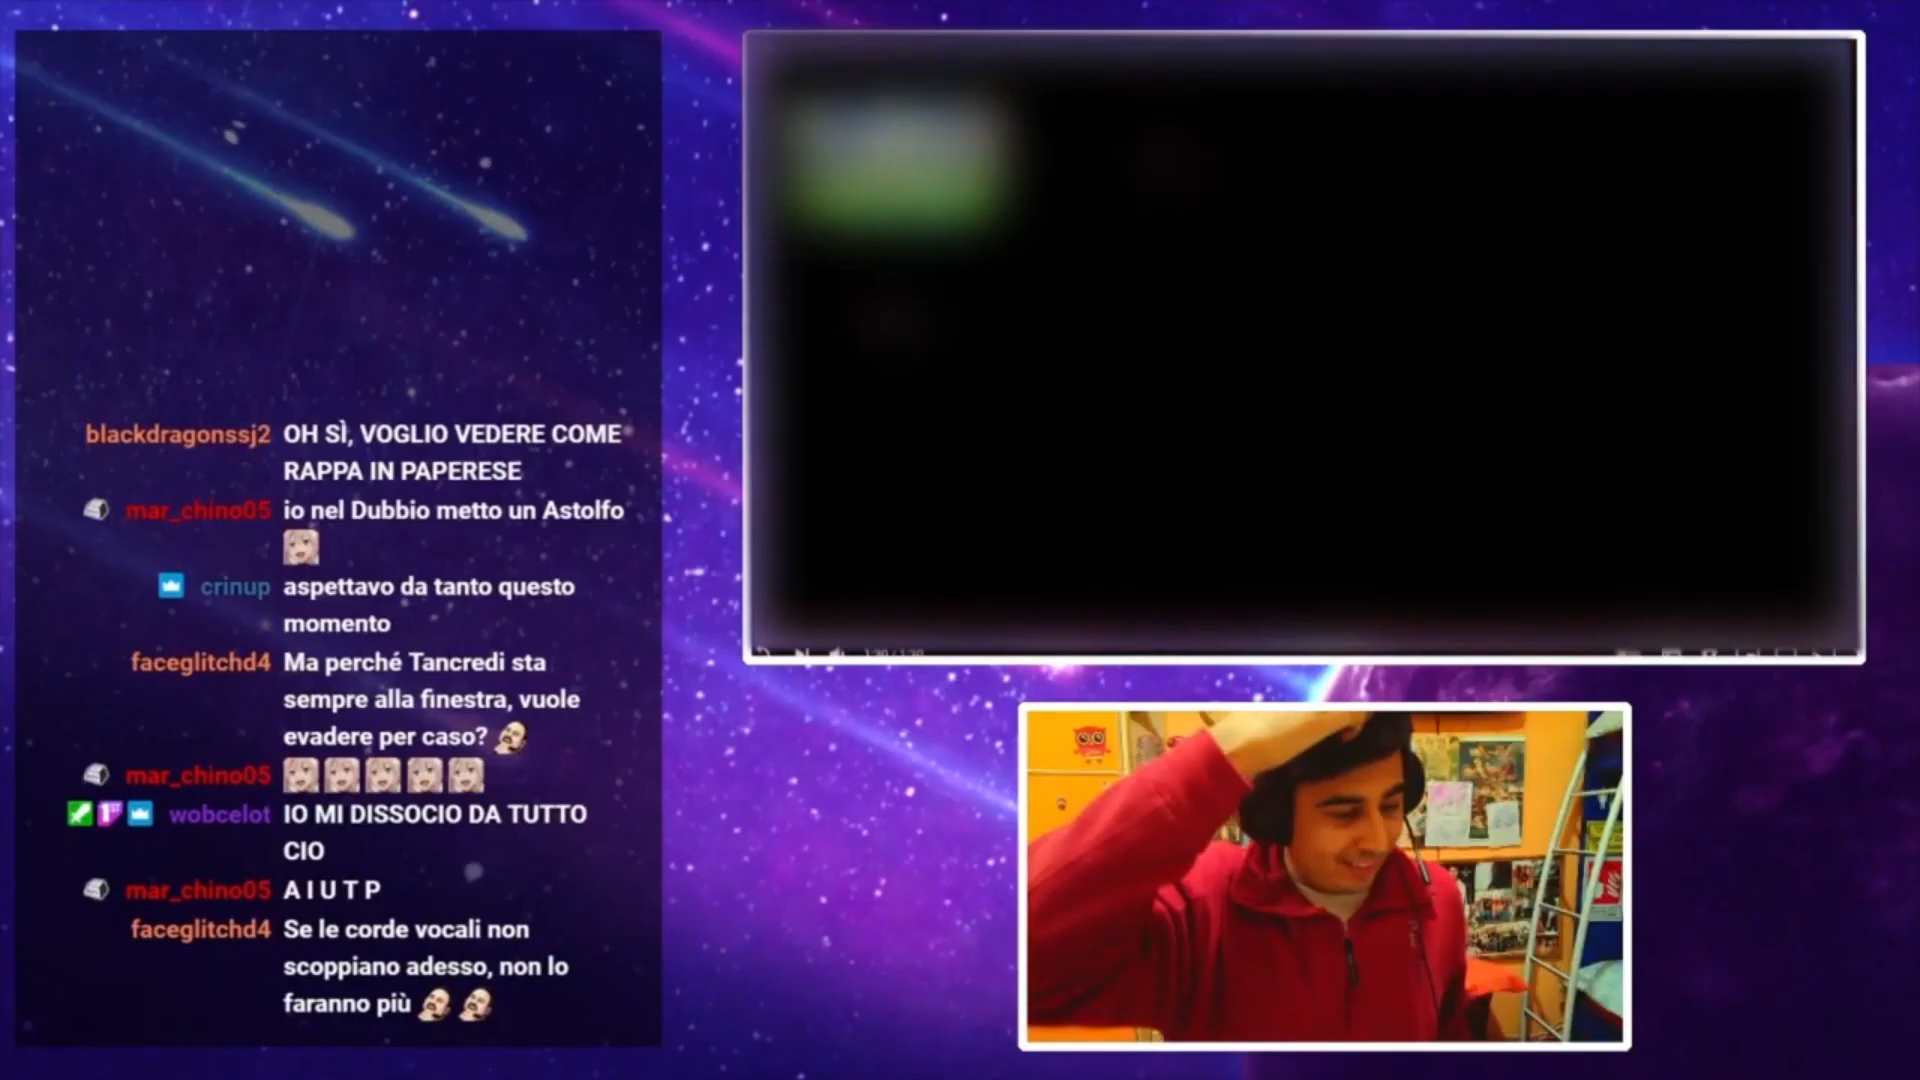 blackdragonssj2 OH SÌ, VOGLIO VEDERE COME
RAPPA IN PAPERESE
mar_chino05 io nel Dubbio metto un Astolfo
crinup aspettavo da tanto questo
momento
faceglitchd4 Ma perché Tancredi sta
sempre alla finestra, vuole
evadere per caso?
mar_chino05
wobcelot IO MI DISSOCIO DA TUTTO
CIO
mar_chino05 A I U T P
faceglitchd4 Se le corde vocali non
scoppiano adesso, non lo
faranno più